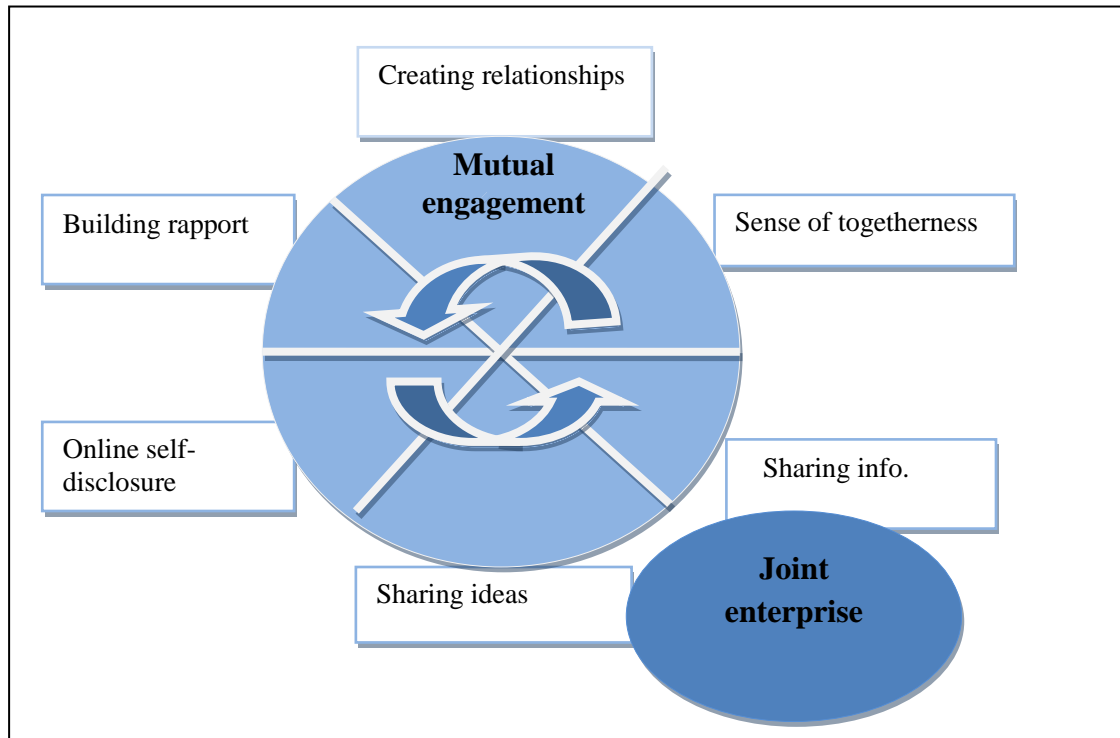 Creating relationships
Mutual
engagement
Building rapport
Sense of togetherness
Online self-
disclosure
Sharing info.
Sharing ideas
Joint
enterprise